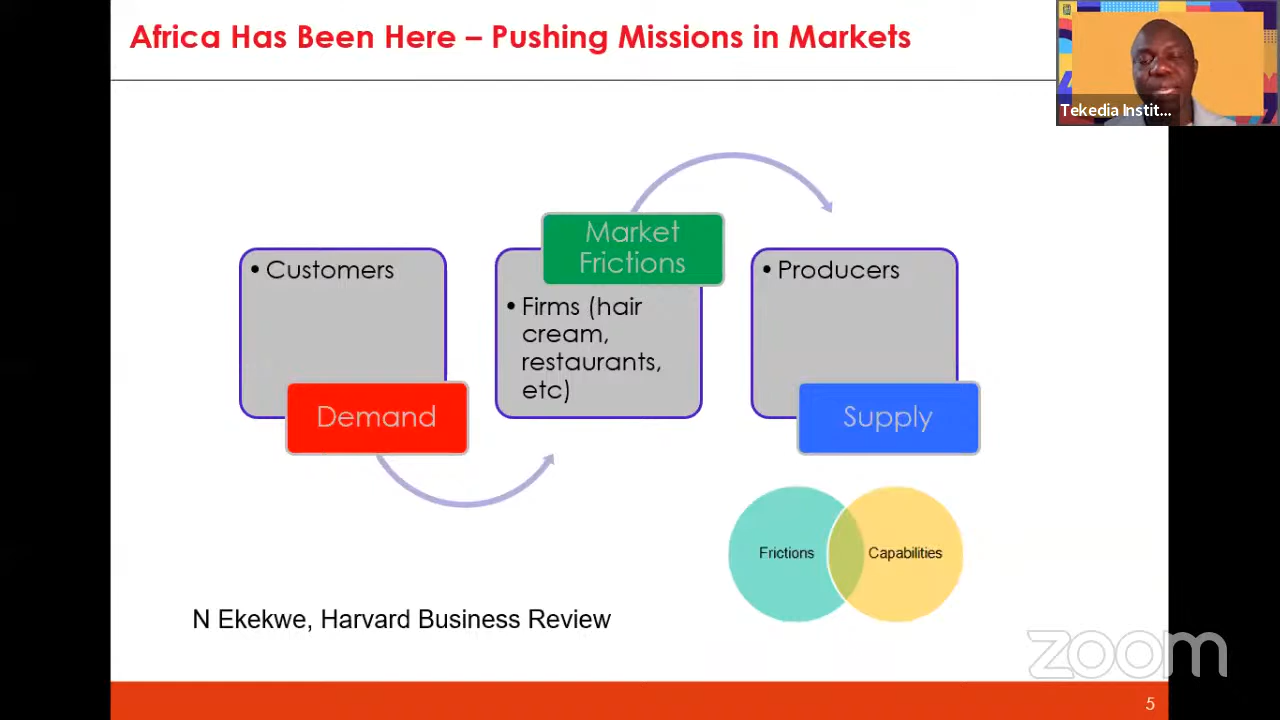 Africa Has Been Here – Pushing Missions in Markets
Tekedia Instit...
Market
Frictions
• Customers
• Firms (hair
cream,
restaurants,
etc)
• Producers
Demand
Supply
Frictions
Capabilities
N Ekekwe, Harvard Business Review
zoom
5